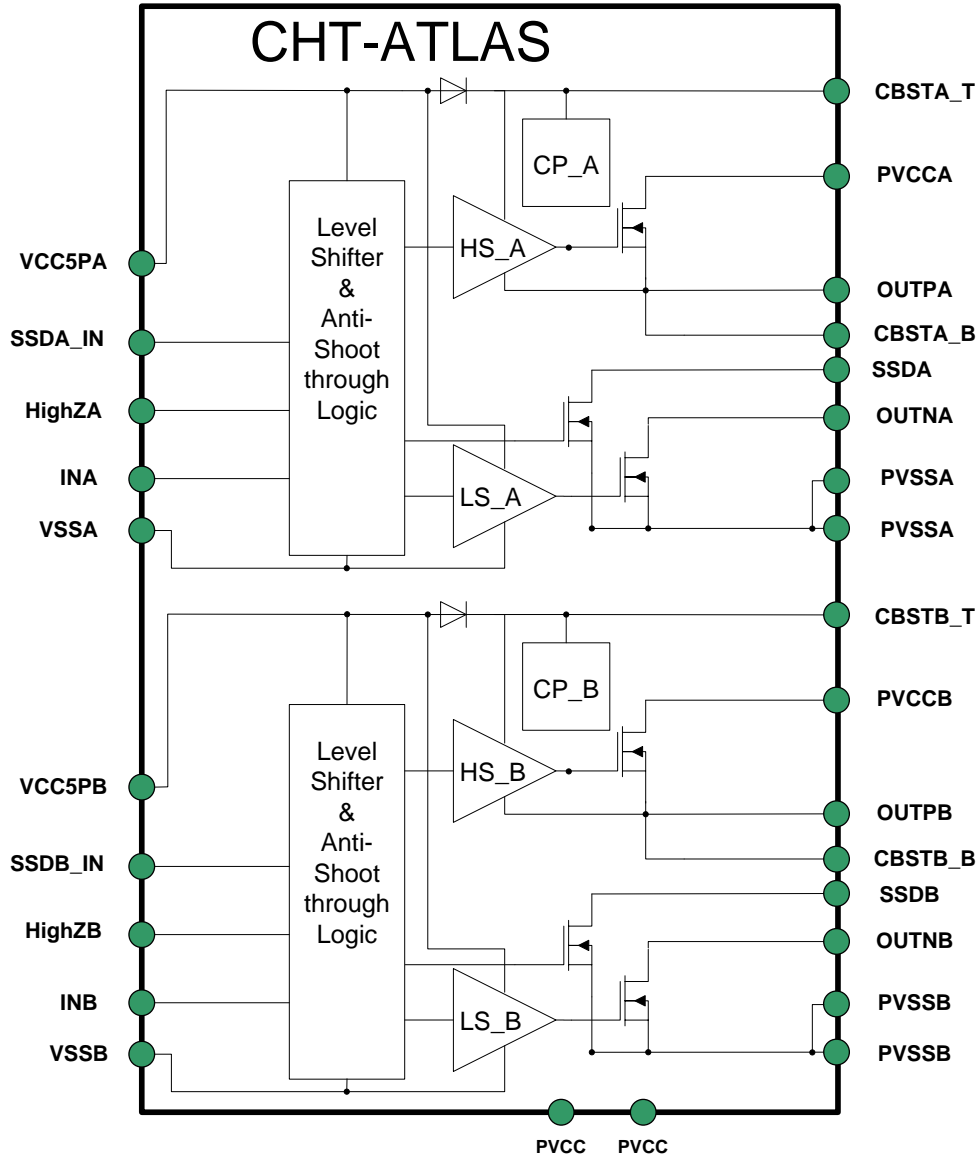 CHT-ATLAS
VCC5PA
SSDA_IN
HighZA
INA
VSSA
Level
Shifter
&
Anti-
Shoot
through
Logic
CP_A
HS_A
LS_A
CBSTA_T
PVCCA
OUTPA
CBSTA_B
SSDA
OUTNA
PVSSA
PVSSA
VCC5PB
SSDB_IN
HighZB
INB
VSSB
Level
Shifter
&
Anti-
Shoot
through
Logic
CP_B
HS_B
LS_B
CBSTB_T
PVCCB
OUTPB
CBSTB_B
SSDB
OUTNB
PVSSB
PVSSB
PVCC
PVCC